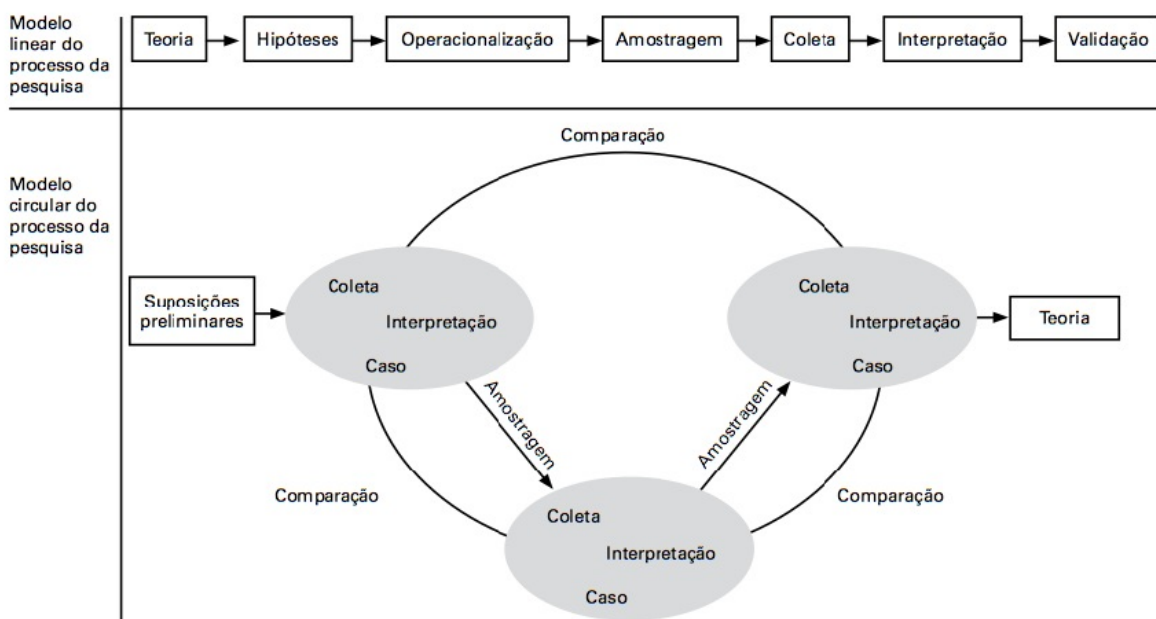 Modelo
linear do
processo da
pesquisa
Teoria
Hipóteses
Operacionalização
Amostragem
Coleta
Interpretação
Validação
Modelo
circular do
processo da
pesquisa
Comparação
Suposições
preliminares
Coleta
Interpretação
Caso
Coleta
Interpretação
Caso
Teoria
Amostragem
Amostragem
Comparação
Comparação
Coleta
Interpretação
Caso